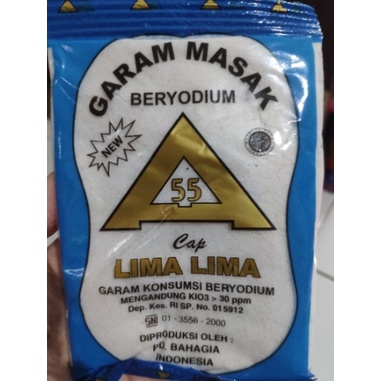 GARAM MASAK
BERYODIUM
NEW
55
Cap
LIMA LIMA
GARAM KONSUMSI BERYODIUM
MENGANDUNG KIO3 > 30 ppm
Dep. Kes. RI SP. No. 015912
SNI 01 - 3556 - 2000
DIPRODUKSI OLEH :
PD. BAHAGIA
INDONESIA